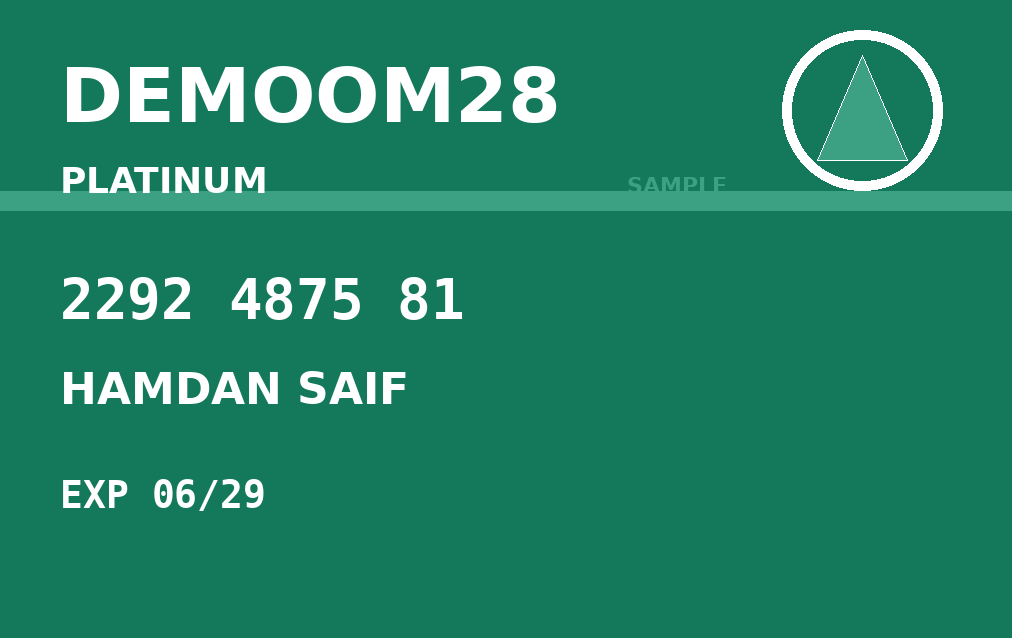 DEMOOM28
PLATINUM
SAMPLE
2292 4875 81
HAMDAN SAIF
EXP 06/29